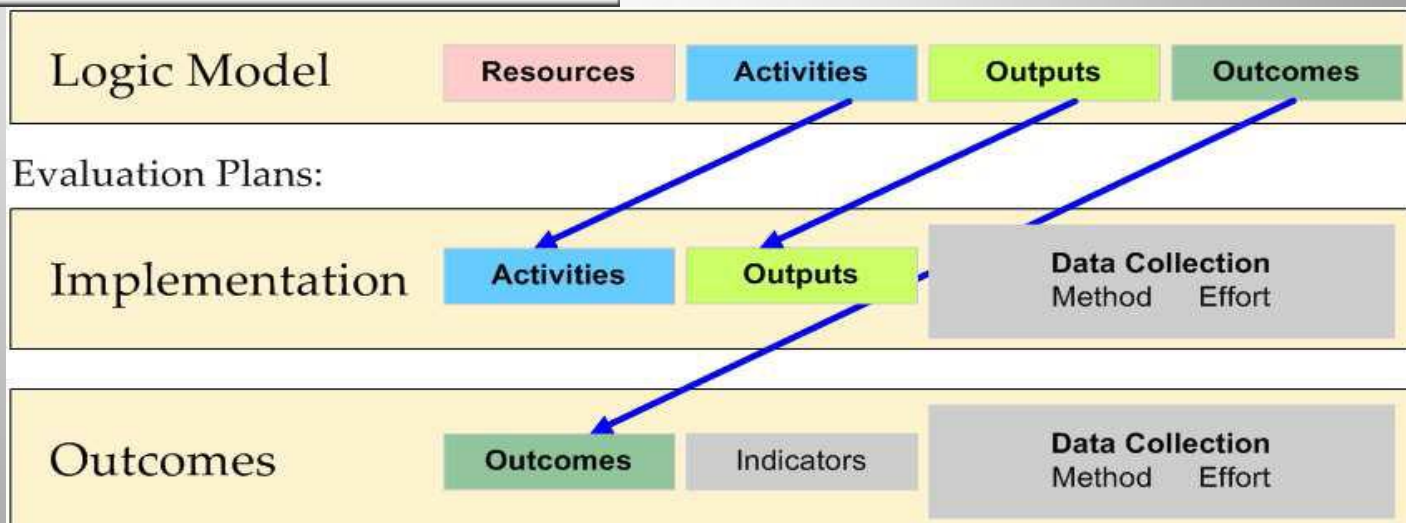 Logic Model Resources Activities Outputs Outcomes
Evaluation Plans:
Implementation Activities Outputs Data Collection
Method Effort
Outcomes Outcomes Indicators Data Collection
Method Effort